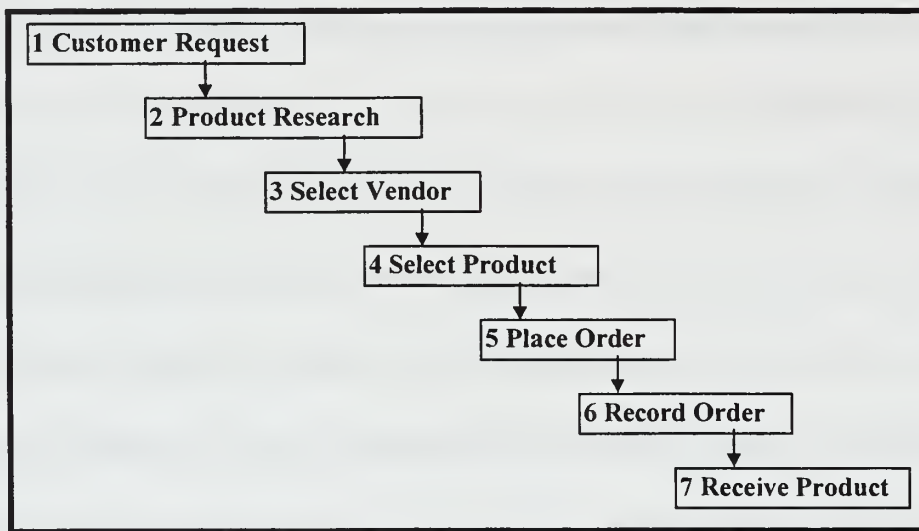 1 Customer Request
2 Product Research
3 Select Vendor
4 Select Product
5 Place Order
6 Record Order
7 Receive Product